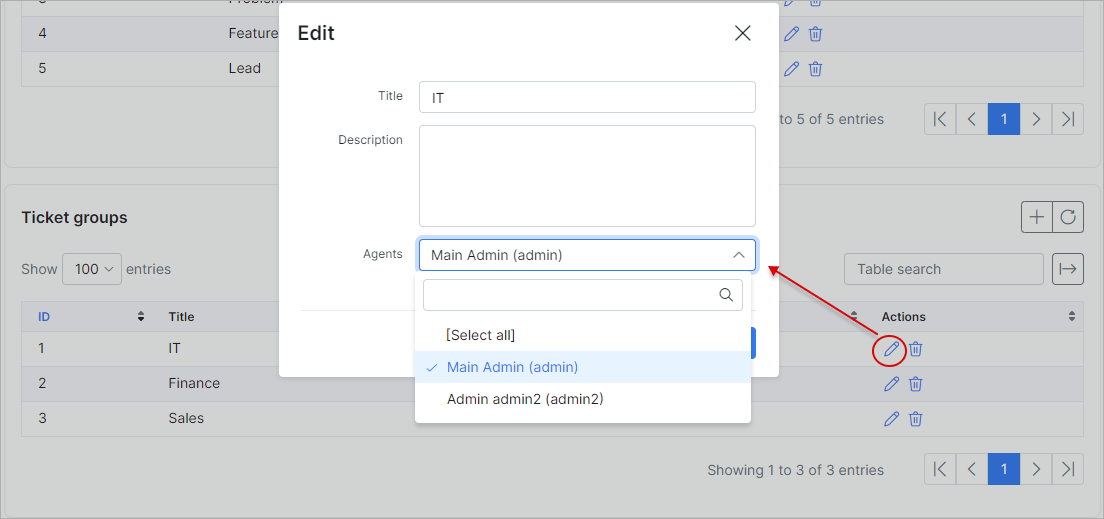 3 Problem
4 Feature
5 Lead
to 5 of 5 entries
1
Edit
Title IT
Description
Agents Main Admin (admin)
[Select all]
Main Admin (admin)
Admin admin2 (admin2)
Ticket groups
Show 100 entries
Table search
ID Title Actions
1 IT
2 Finance
3 Sales
Showing 1 to 3 of 3 entries
1